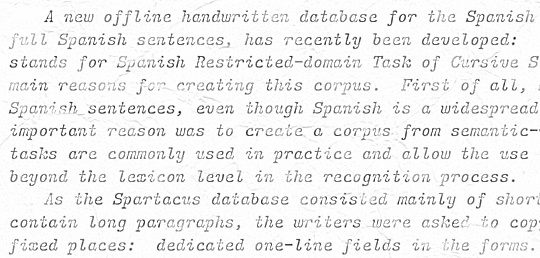 A new offline handwritten database for the Spanish
full Spanish sentences, has recently been developed:
stands for Spanish Restricted-domain Task of Cursive S
main reasons for creating this corpus. First of all,
Spanish sentences, even though Spanish is a widespread
important reason was to create a corpus from semantic-
tasks are commonly used in practice and allow the use
beyond the lexicon level in the recognition process.
As the Spartacus database consisted mainly of short
contain long paragraphs, the writers were asked to cop
fixed places: dedicated one-line fields in the forms.